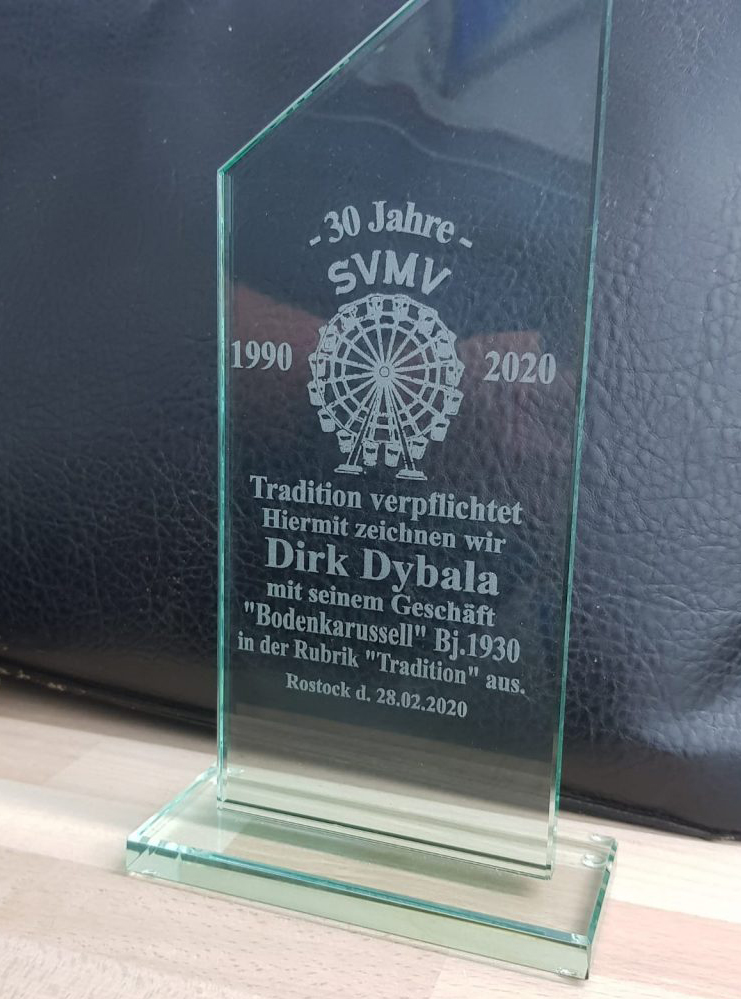 - 30 Jahre -
SVMV
1990 2020
Tradition verpflichtet
Hiermit zeichnen wir
Dirk Dybala
mit seinem Geschäft
"Bodenkarussell" Bj.1930
in der Rubrik "Tradition" aus.
Rostock d. 28.02.2020